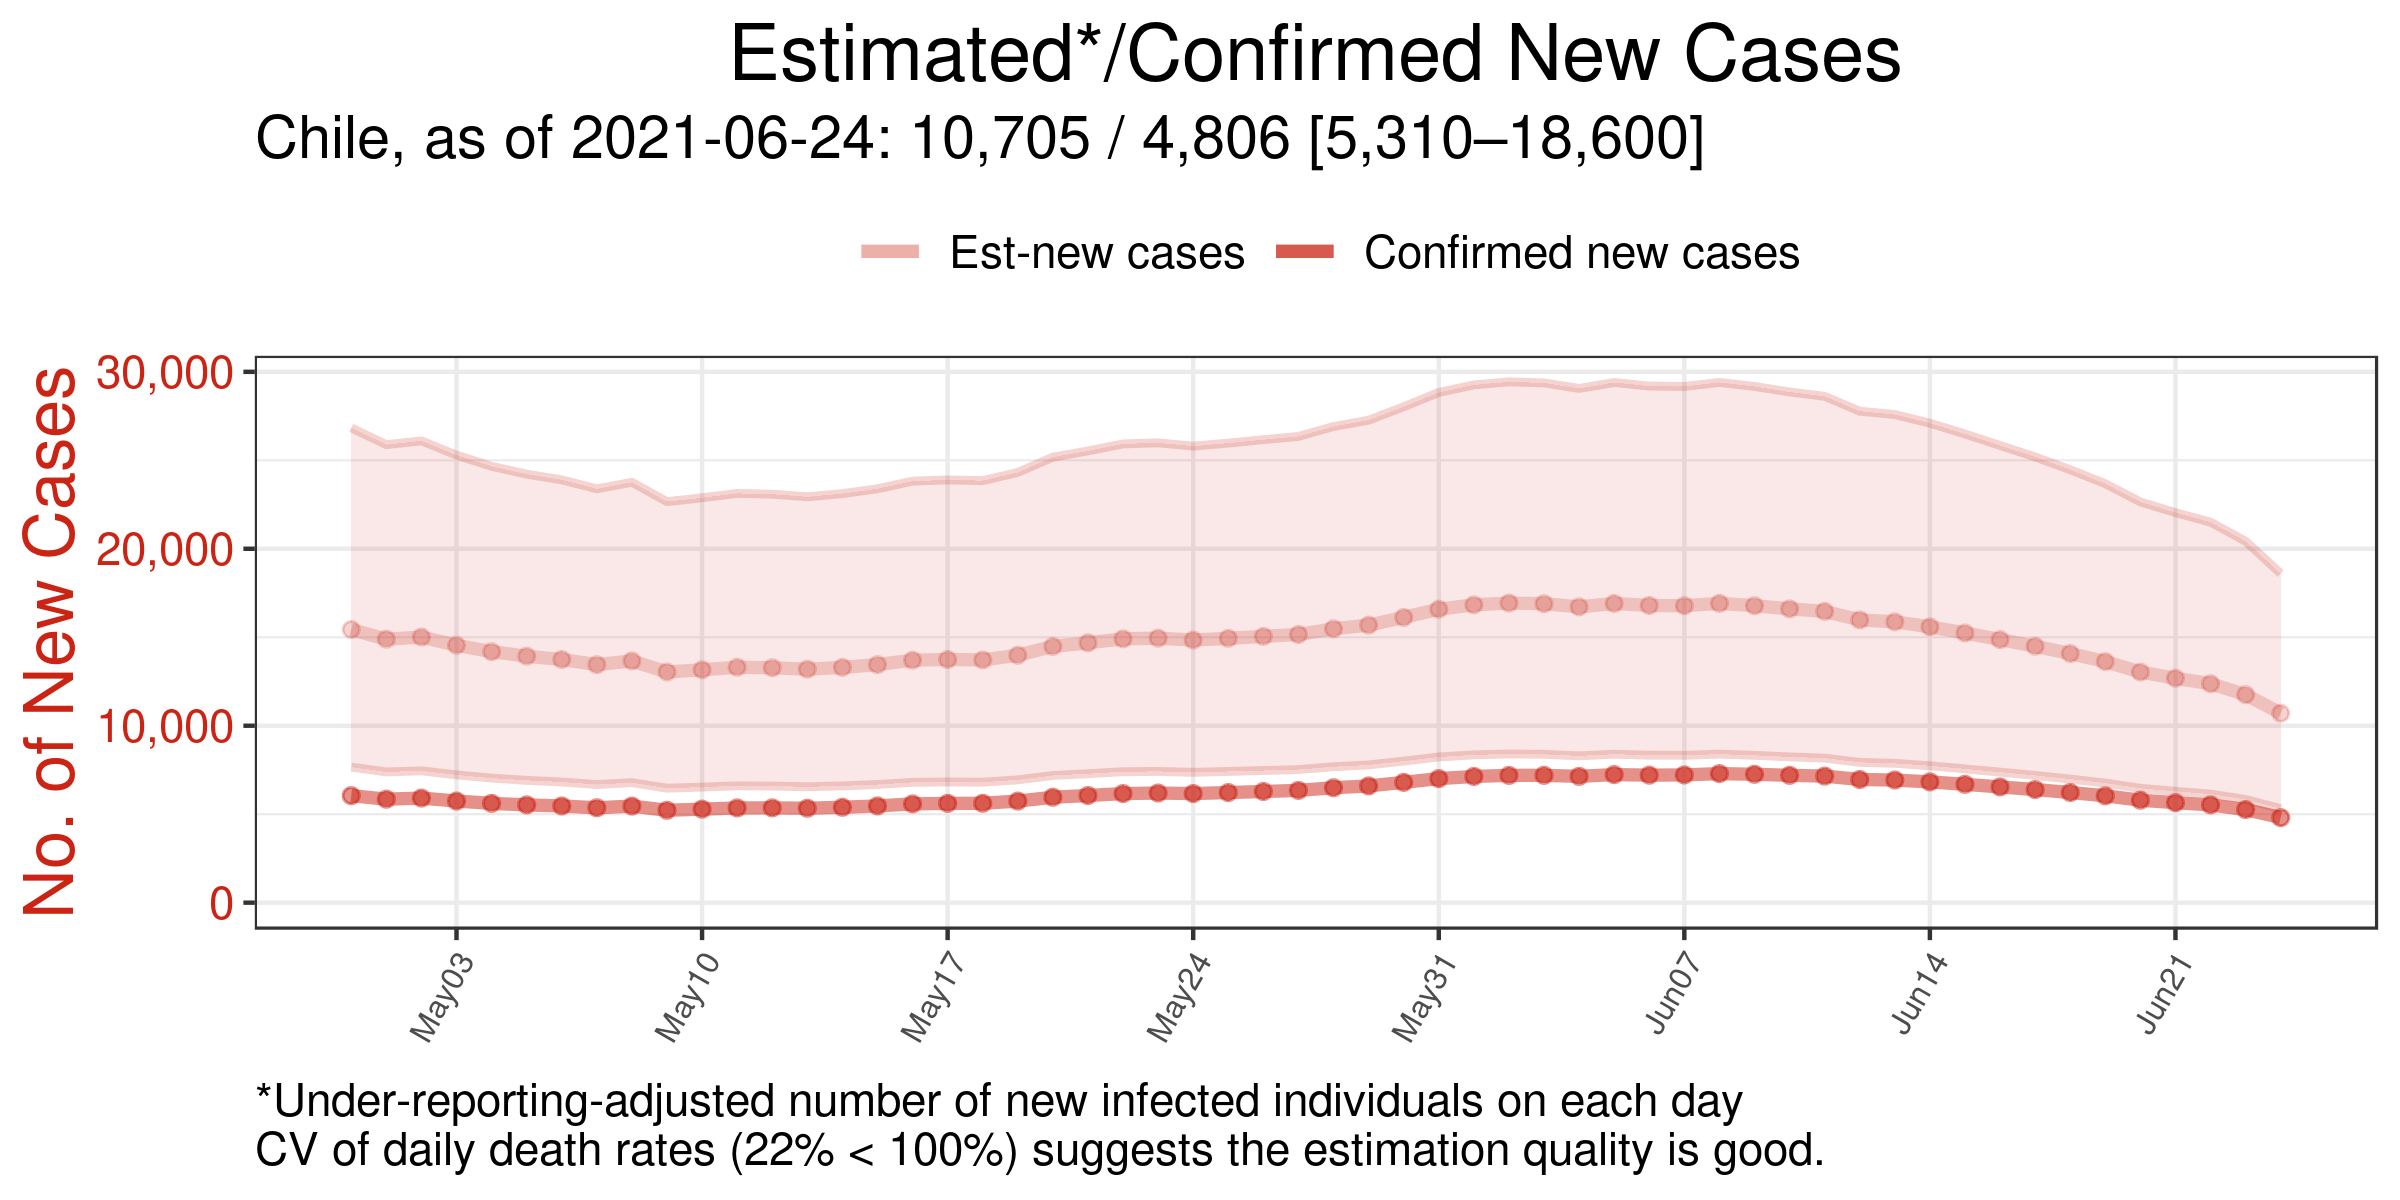 Estimated*/Confirmed New Cases
Chile, as of 2021-06-24: 10,705 / 4,806 [5,310–18,600]
Est-new cases
Confirmed new cases
No. of New Cases
30,000
20,000
10,000
0
May03
May10
May17
May24
May31
Jun07
Jun14
Jun21
*Under-reporting-adjusted number of new infected individuals on each day
CV of daily death rates (22% < 100%) suggests the estimation quality is good.